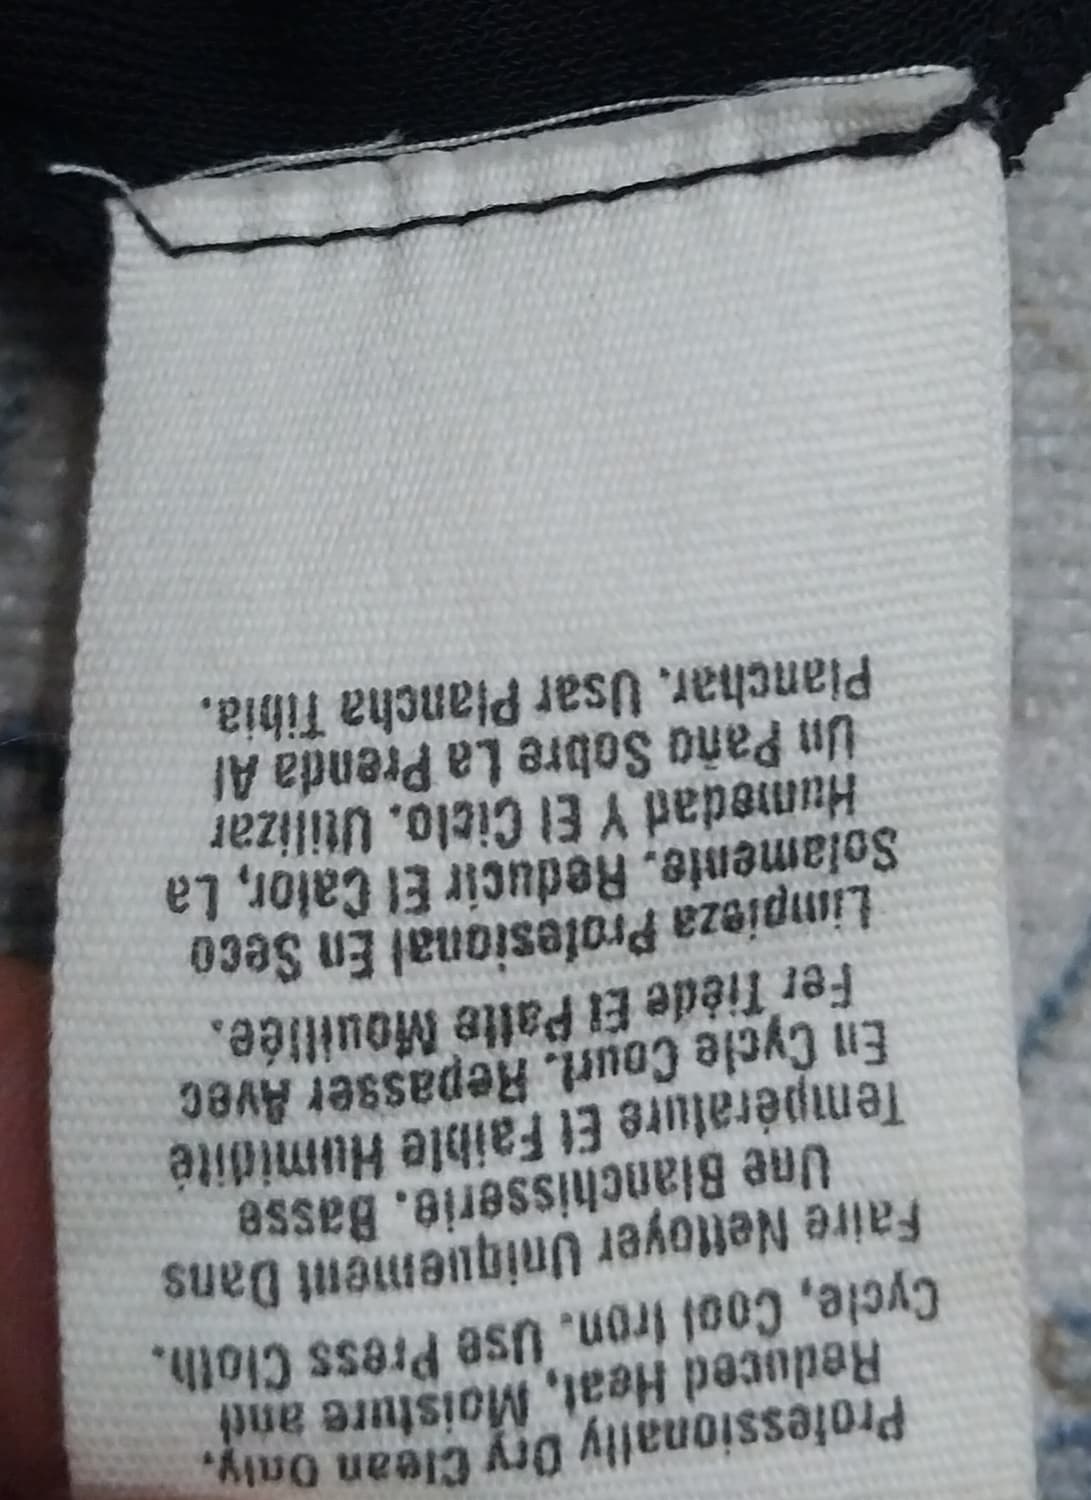 Professionally Dry Clean Only.
Reduced Heat, Moisture and
Cycle, Cool Iron. Use Press Cloth.
Faire Nettoyer Uniquement Dans
Une Blanchisserie. Basse
Température Et Faible Humidité
En Cycle Court. Repasser Avec
Fer Tiède Et Patte Mouillée.
Limpieza Profesional En Seco
Solamente. Reducir El Calor, La
Humedad Y El Ciclo. Utilizar
Un Paño Sobre La Prenda Al
Planchar. Usar Plancha Tibia.